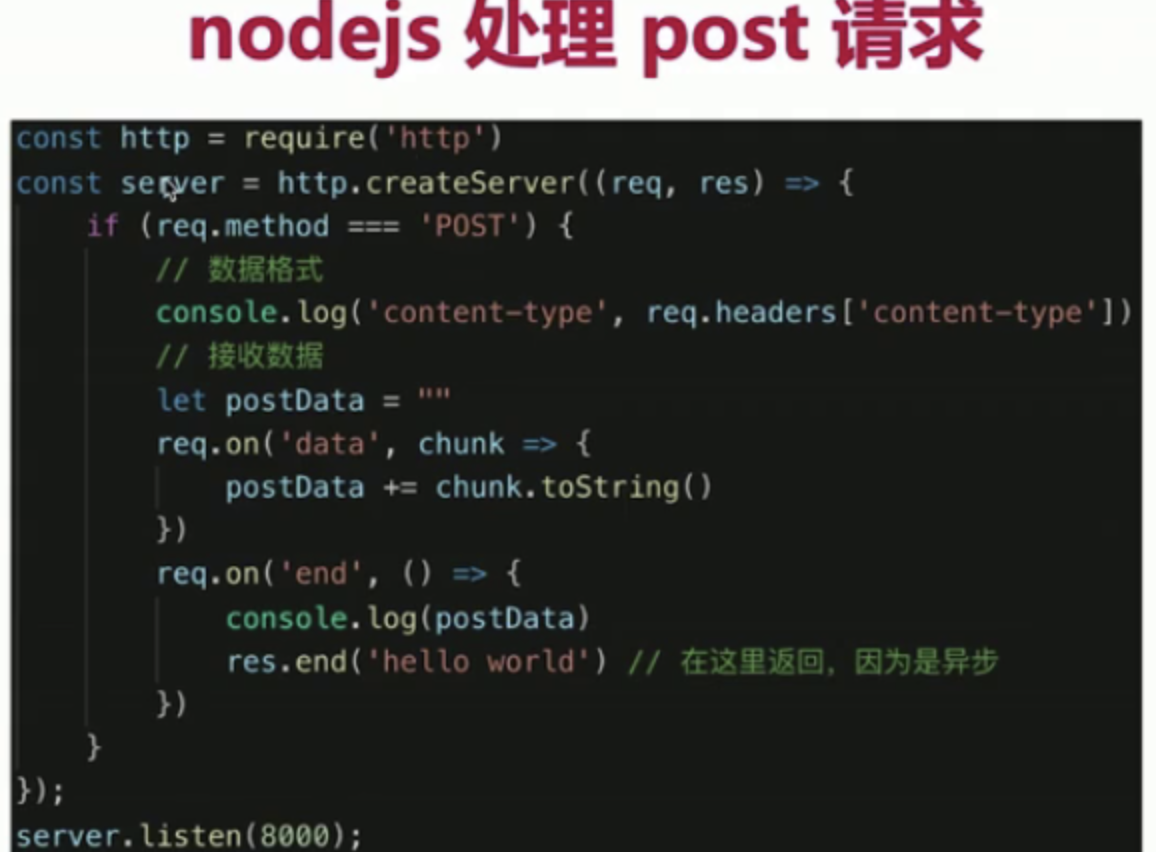 nodejs 处理 post 请求
const http = require('http')
const server = http.createServer((req, res) => {
    if (req.method === 'POST') {
        // 数据格式
        console.log('content-type', req.headers['content-type'])
        // 接收数据
        let postData = ""
        req.on('data', chunk => {
            postData += chunk.toString()
        })
        req.on('end', () => {
            console.log(postData)
            res.end('hello world') // 在这里返回，因为是异步
        })
    }
});
server.listen(8000);